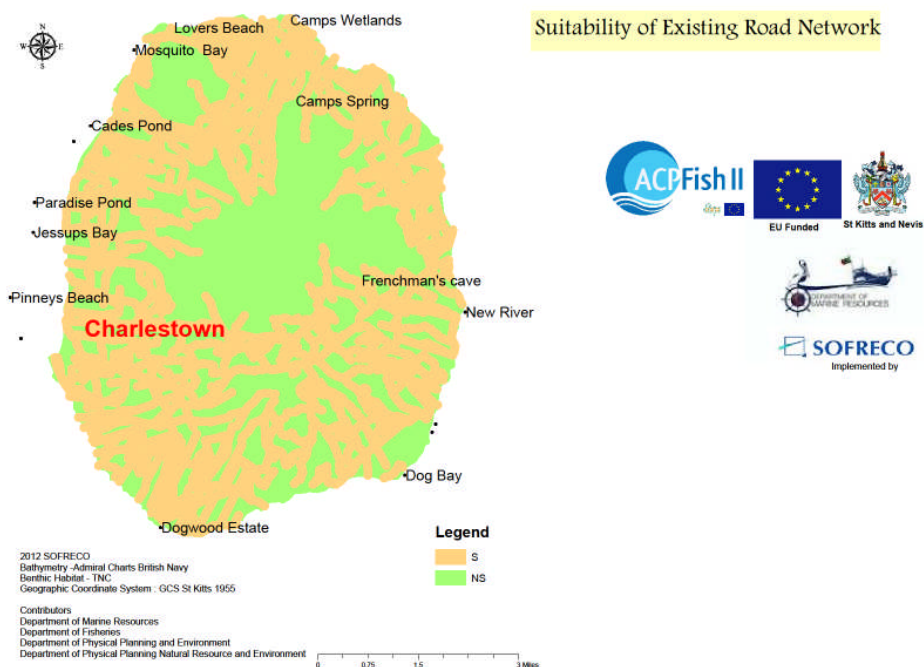 Suitability of Existing Road Network
N
W E
S
Lovers Beach
Camps Wetlands
Mosquito Bay
Camps Spring
Cades Pond
Paradise Pond
Jessups Bay
Frenchman's cave
Pinneys Beach
New River
Charlestown
Dog Bay
Dogwood Estate
ACPFish II
EU Funded
St Kitts and Nevis
DEPARTMENT OF
MARINE RESOURCES
SOFRECO
Implemented by
Legend
S
NS
2012 SOFRECO
Bathymetry -Admiral Charts British Navy
Benthic Habitat - TNC
Geographic Coordinate System : GCS St Kitts 1955
Contributors
Department of Marine Resources
Department of Fisheries
Department of Physical Planning and Environment
Department of Physical Planning Natural Resource and Environment
0 0.75 1.5 3 Miles